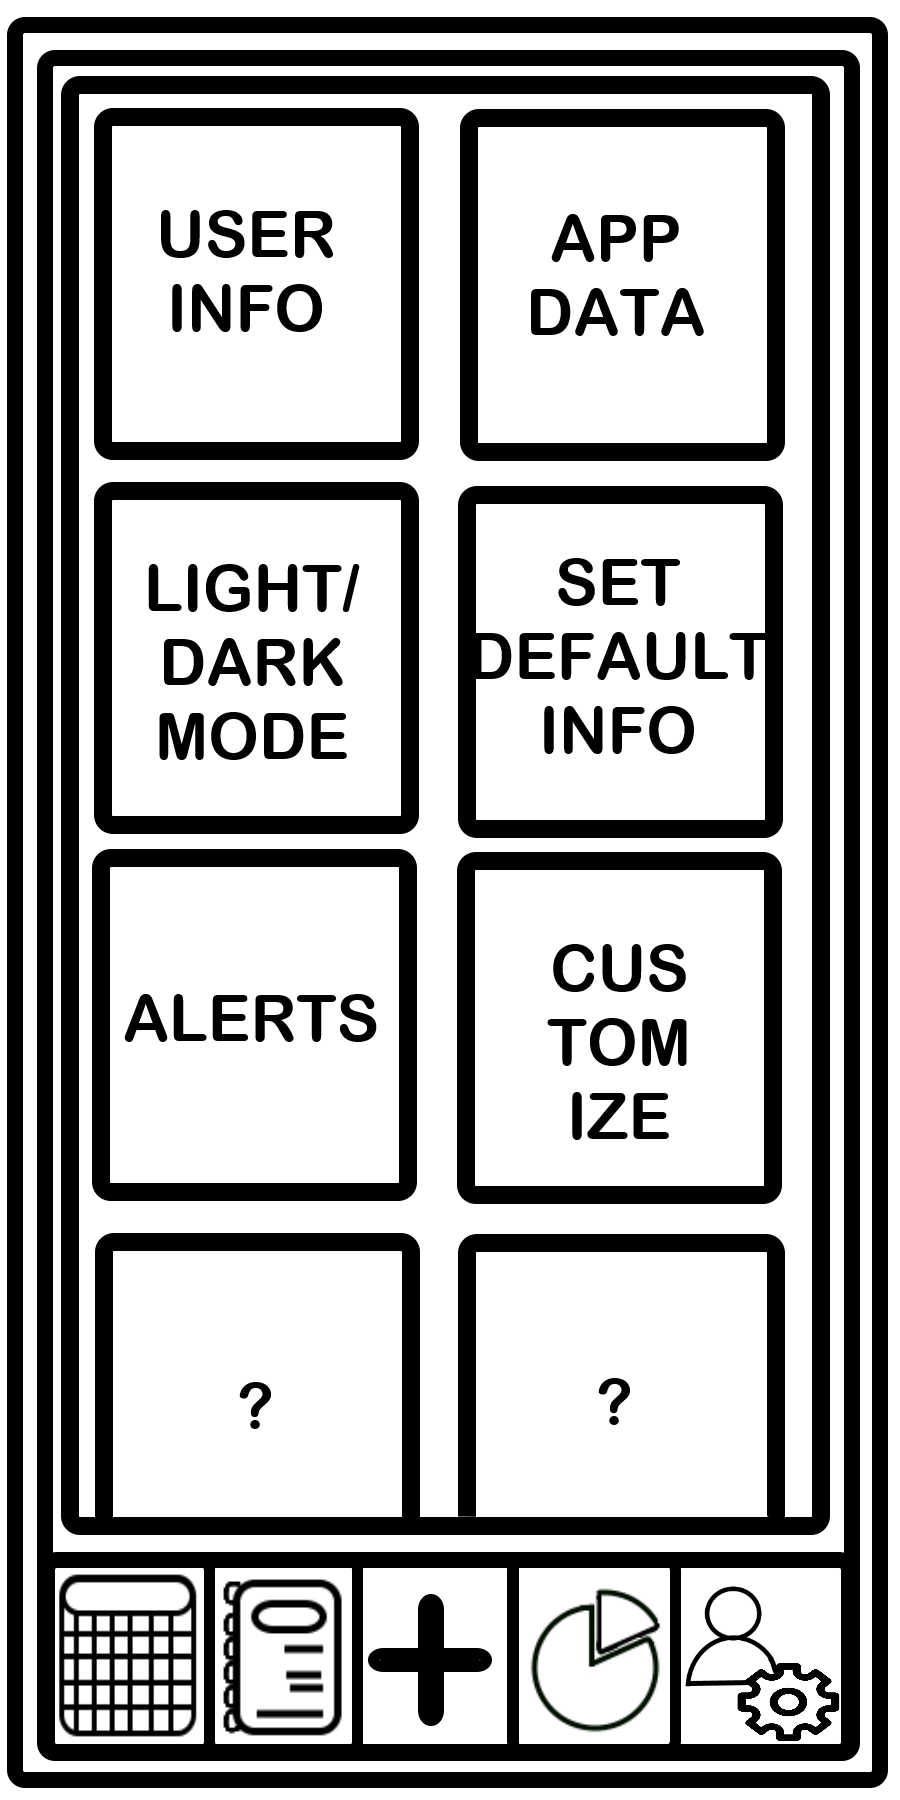 USER
INFO
APP
DATA
LIGHT/
DARK
MODE
SET
DEFAULT
INFO
ALERTS
CUS
TOM
IZE
?
?